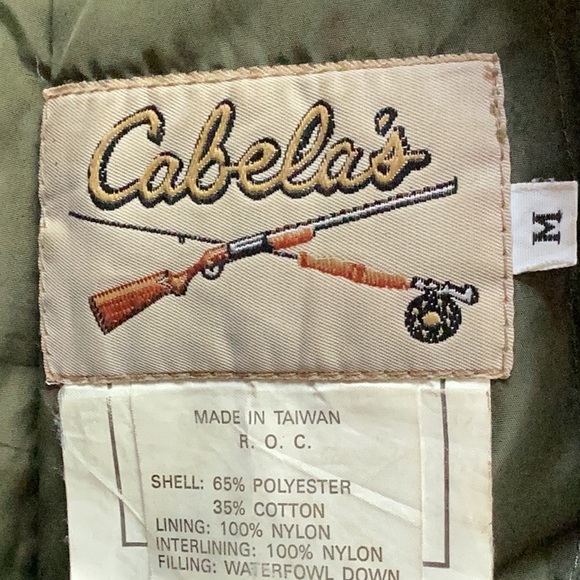 Cabela's
M
MADE IN TAIWAN
R. O. C.
SHELL: 65% POLYESTER
35% COTTON
LINING: 100% NYLON
INTERLINING: 100% NYLON
FILLING: WATERFOWL DOWN